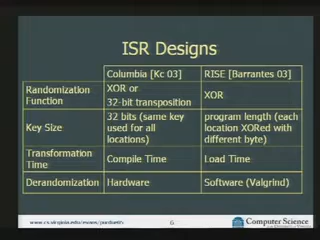 ISR Designs
Columbia [Kc 03]
RISE [Barrantes 03]
Randomization Function
XOR or
32-bit transposition
XOR
Key Size
32 bits (same key
used for all
locations)
program length (each
location XORed with
different byte)
Transformation
Time
Compile Time
Load Time
Derandomization
Hardware
Software (Valgrind)
6
Computer Science